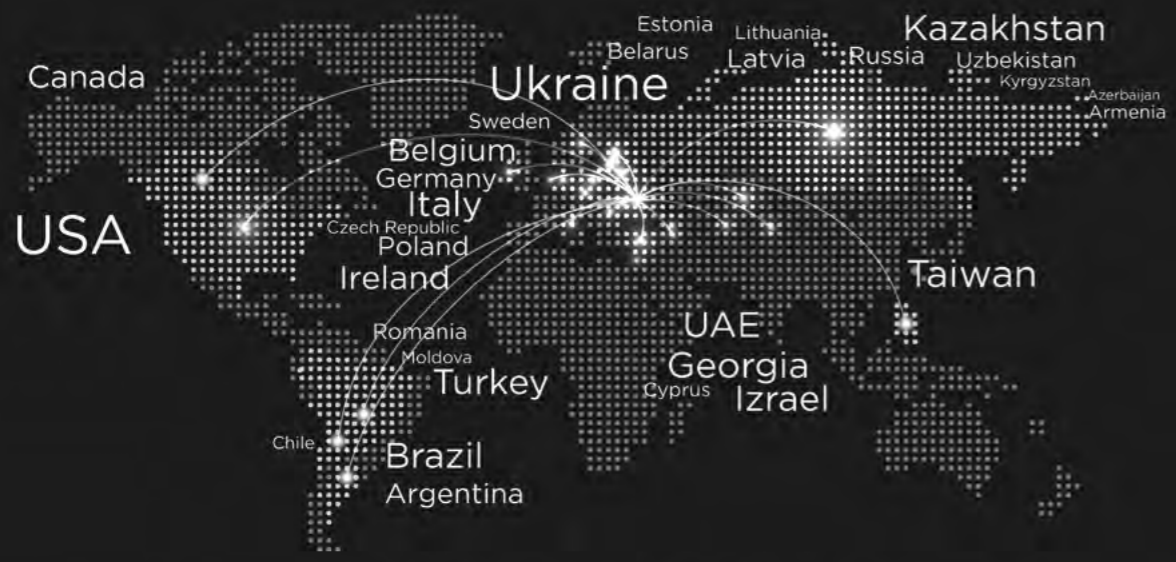 Estonia
Lithuania
Kazakhstan
Belarus
Latvia
Russia
Uzbekistan
Canada
Ukraine
Kyrgyzstan
Azerbaijan
Armenia
Sweden
Belgium
Germany
Italy
USA
Czech Republic
Poland
Ireland
Taiwan
Romania
UAE
Moldova
Georgia
Turkey
Cyprus
Izrael
Chile
Brazil
Argentina